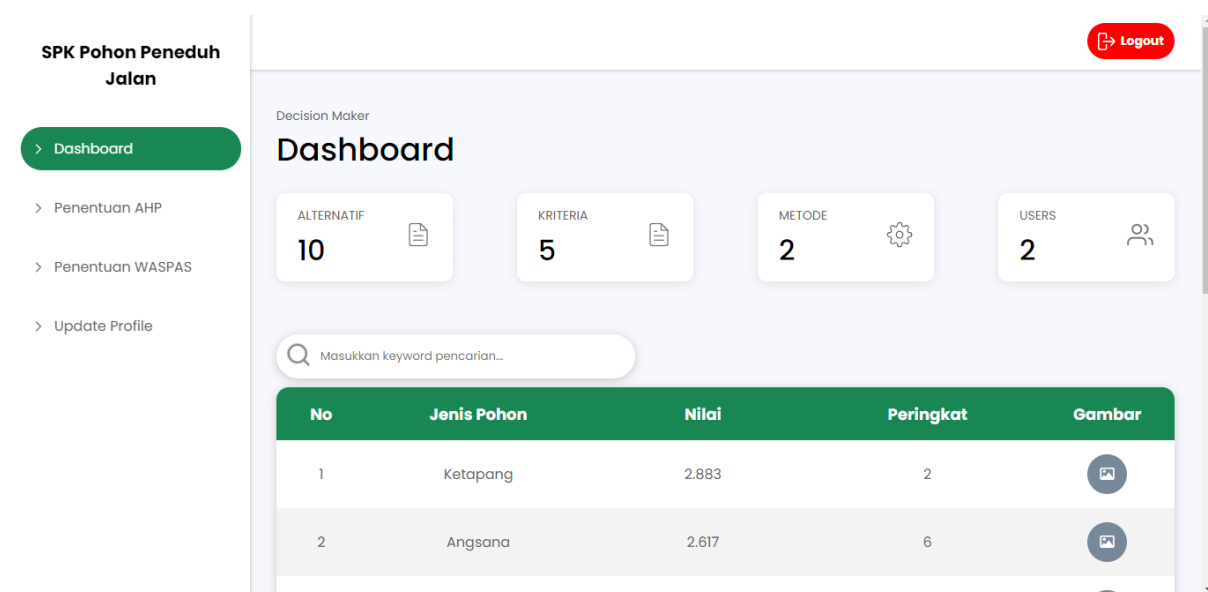 SPK Pohon Peneduh
Jalan
Logout
Dashboard
Penentuan AHP
Penentuan WASPAS
Update Profile
Decision Maker
Dashboard
ALTERNATIF
10
KRITERIA
5
METODE
2
USERS
2
Masukkan keyword pencarian...
No Jenis Pohon Nilai Peringkat Gambar
1 Ketapang 2.883 2
2 Angsana 2.617 6